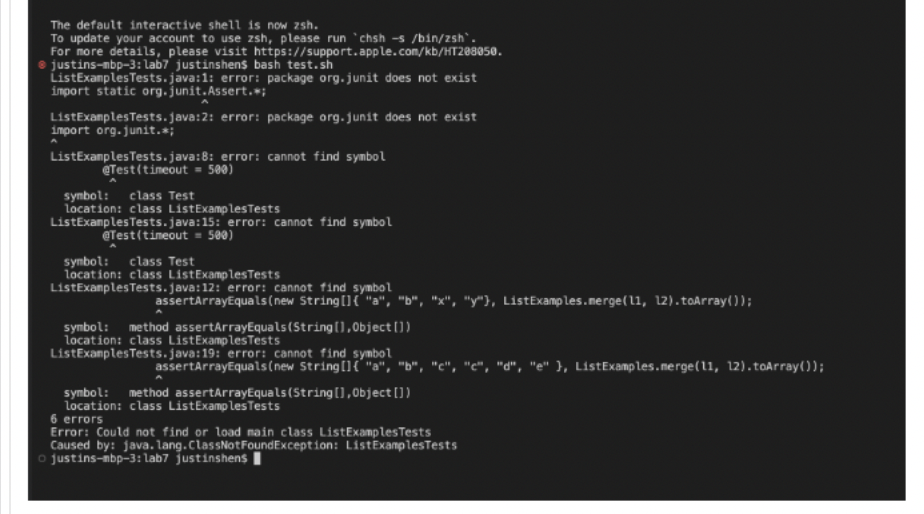 The default interactive shell is now zsh.
To update your account to use zsh, please run `chsh -s /bin/zsh`.
For more details, please visit https://support.apple.com/kb/HT208050.
justins-mbp-3:lab7 justinshen$ bash test.sh
ListExamplesTests.java:1: error: package org.junit does not exist
import static org.junit.Assert.*;
^
ListExamplesTests.java:2: error: package org.junit does not exist
import org.junit.*;
^
ListExamplesTests.java:8: error: cannot find symbol
@Test(timeout = 500)
^
symbol:   class Test
location: class ListExamplesTests
ListExamplesTests.java:15: error: cannot find symbol
@Test(timeout = 500)
^
symbol:   class Test
location: class ListExamplesTests
ListExamplesTests.java:12: error: cannot find symbol
assertArrayEquals(new String[]{ "a", "b", "x", "y"}, ListExamples.merge(l1, l2).toArray());
^
symbol:   method assertArrayEquals(String[],Object[])
location: class ListExamplesTests
ListExamplesTests.java:19: error: cannot find symbol
assertArrayEquals(new String[]{ "a", "b", "c", "c", "d", "e" }, ListExamples.merge(l1, l2).toArray());
^
symbol:   method assertArrayEquals(String[],Object[])
location: class ListExamplesTests
6 errors
Error: Could not find or load main class ListExamplesTests
Caused by: java.lang.ClassNotFoundException: ListExamplesTests
justins-mbp-3:lab7 justinshen$